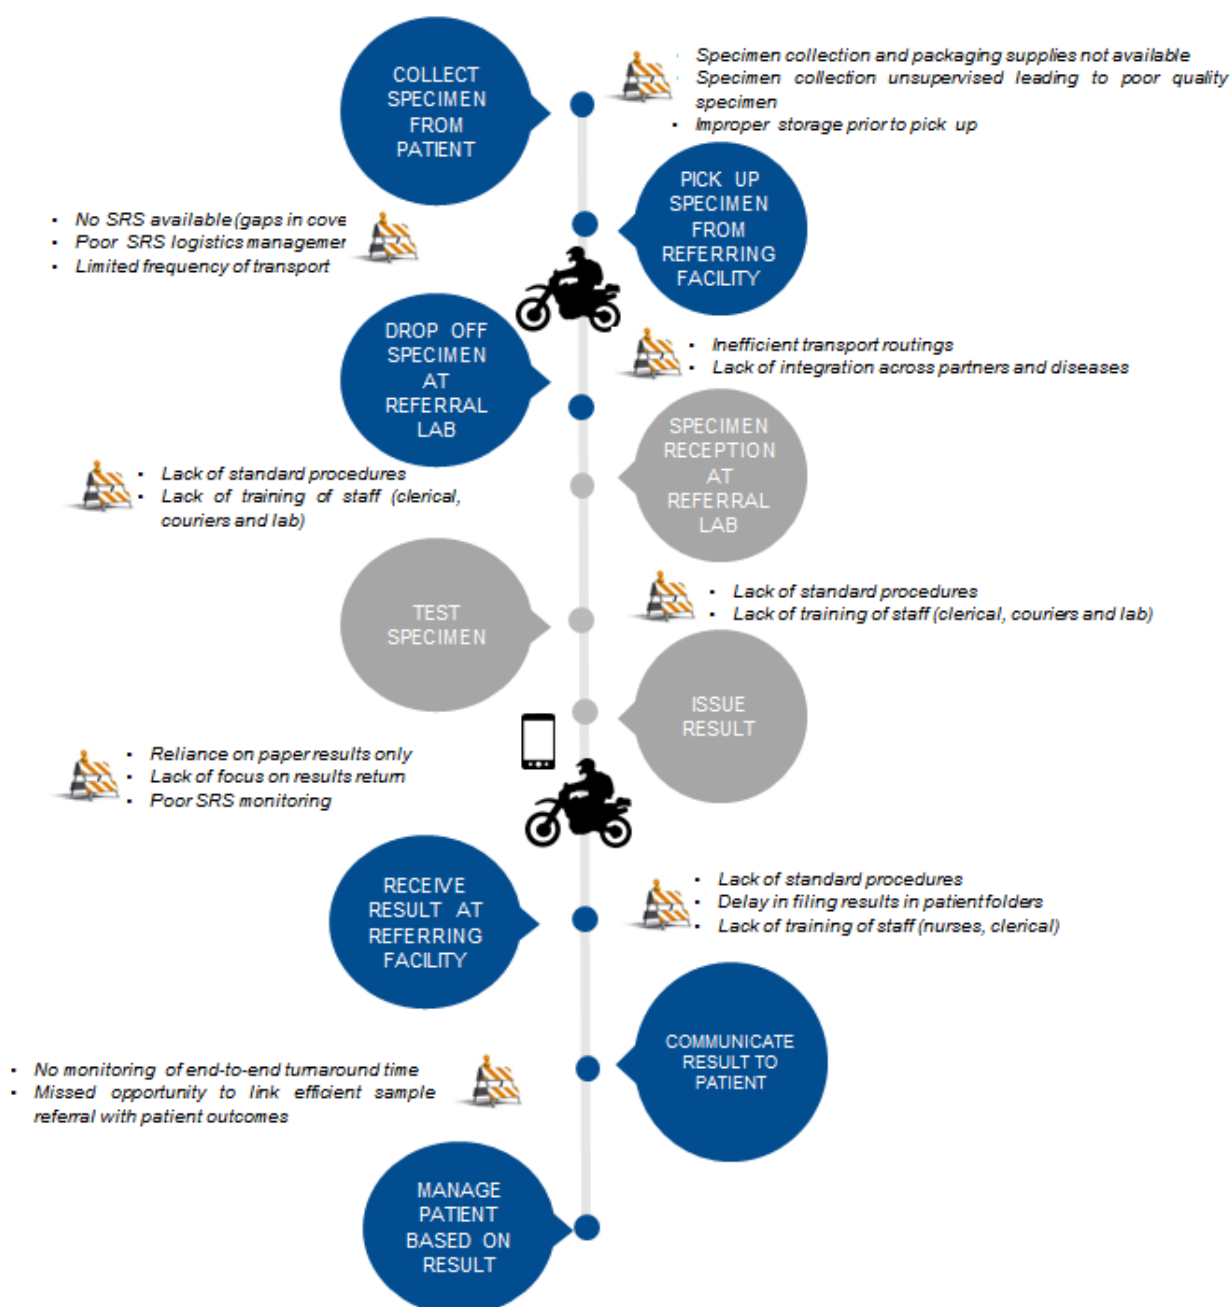 COLLECT
SPECIMEN
FROM
PATIENT
Specimen collection and packaging supplies not available
Specimen collection unsupervised leading to poor quality
specimen
▪ Improper storage prior to pick up
PICK UP
SPECIMEN
FROM
REFERRING
FACILITY
▪ No SRS available (gaps in cove
▪ Poor SRS logistics managemer
▪ Limited frequency of transport
DROP OFF
SPECIMEN
AT
REFERRAL
LAB
▪ Inefficient transport routings
▪ Lack of integration across partners and diseases
SPECIMEN
RECEPTION
AT
REFERRAL
LAB
▪ Lack of standard procedures
▪ Lack of training of staff (clerical,
couriers and lab)
TEST
SPECIMEN
▪ Lack of standard procedures
▪ Lack of training of staff (clerical, couriers and lab)
ISSUE
RESULT
▪ Reliance on paper results only
▪ Lack of focus on results return
▪ Poor SRS monitoring
RECEIVE
RESULT AT
REFERRING
FACILITY
▪ Lack of standard procedures
▪ Delay in filing results in patient folders
▪ Lack of training of staff (nurses, clerical)
COMMUNICATE
RESULT TO
PATIENT
▪ No monitoring of end-to-end turnaround time
▪ Missed opportunity to link efficient sample
referral with patient outcomes
MANAGE
PATIENT
BASED ON
RESULT